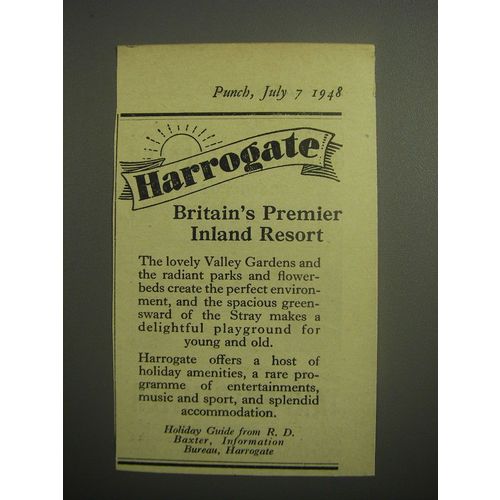 Punch, July 7 1948
Harrogate
Britain's Premier
Inland Resort
The lovely Valley Gardens and
the radiant parks and flower-
beds create the perfect environ-
ment, and the spacious green-
sward of the Stray makes a
delightful playground for
young and old.
Harrogate offers a host of
holiday amenities, a rare pro-
gramme of entertainments,
music and sport, and splendid
accommodation.
Holiday Guide from R. D.
Baxter, Information
Bureau, Harrogate